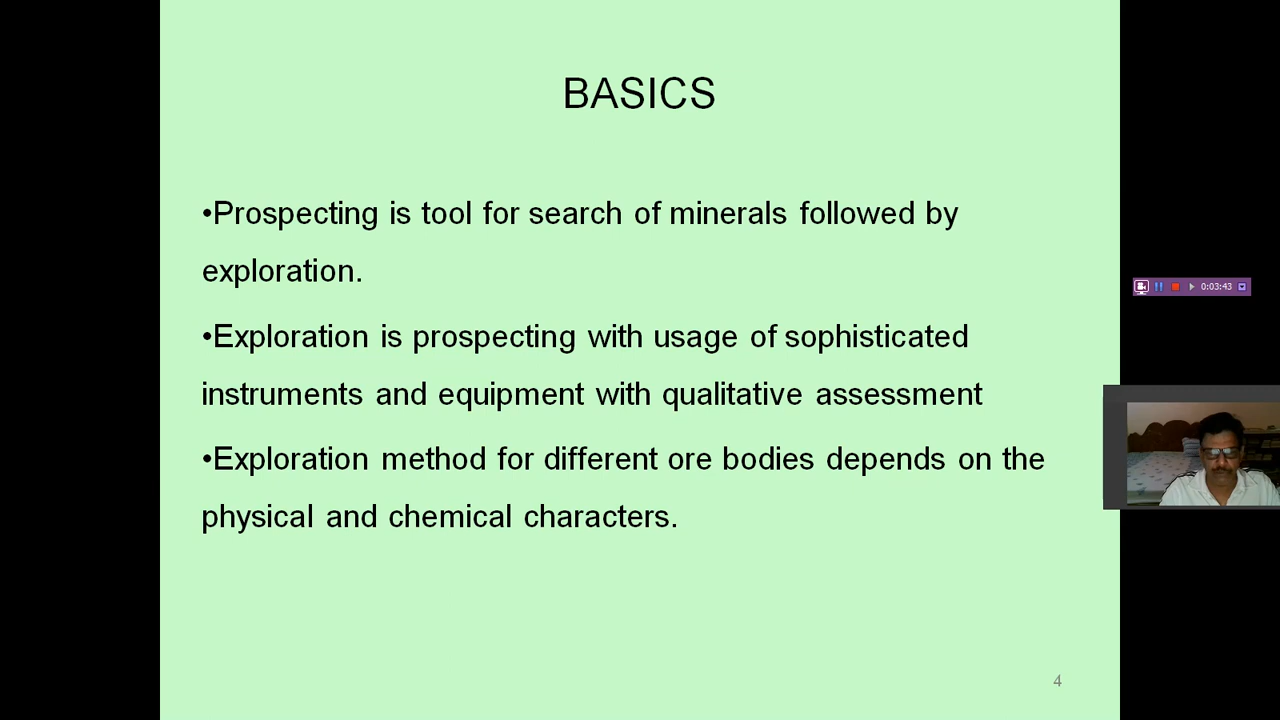 BASICS
•Prospecting is tool for search of minerals followed by
exploration.
•Exploration is prospecting with usage of sophisticated
instruments and equipment with qualitative assessment
•Exploration method for different ore bodies depends on the
physical and chemical characters.
0:03:43
4